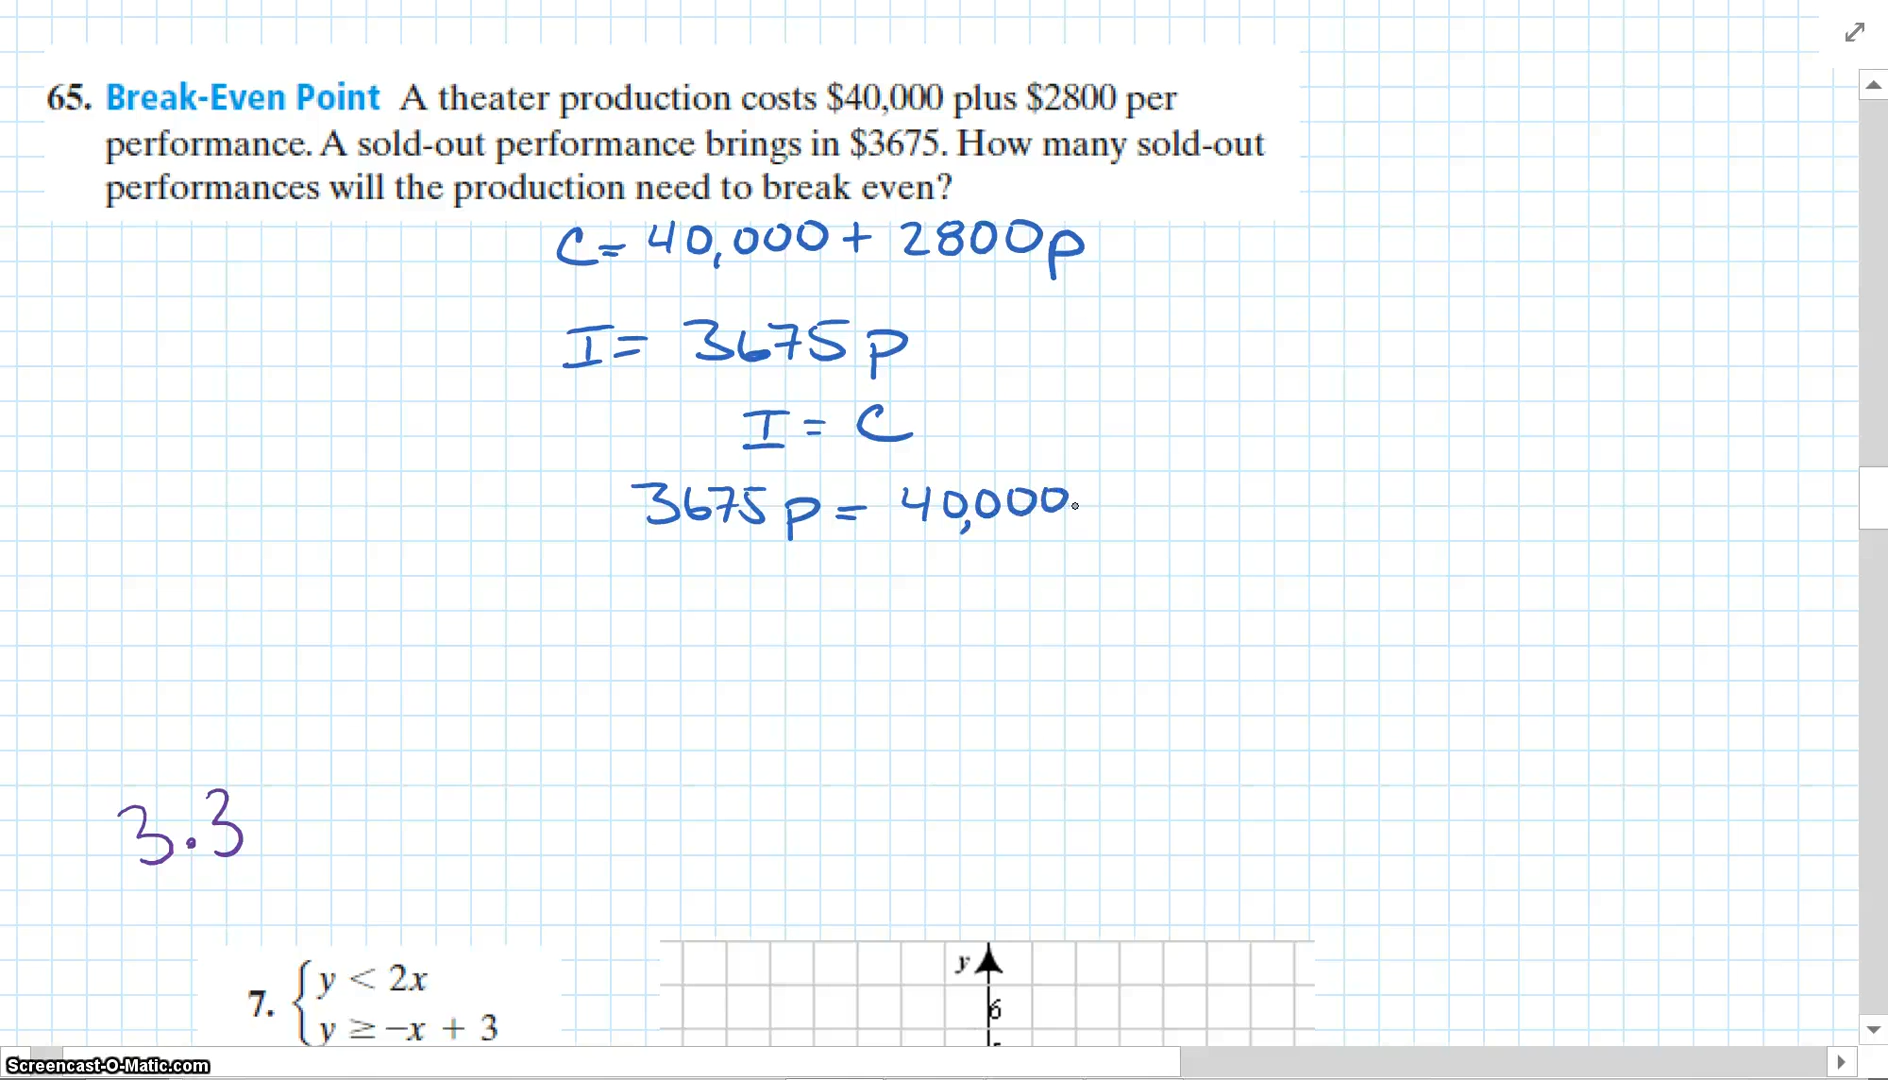 65. Break-Even Point A theater production costs $40,000 plus $2800 per
performance. A sold-out performance brings in $3675. How many sold-out
performances will the production need to break even?
C = 40,000 + 2800p
I = 3675 p
I = C
3675 p = 40,000
3.3
7. { y < 2x
y ≥ -x + 3
y
6
Screencast-O-Matic.com